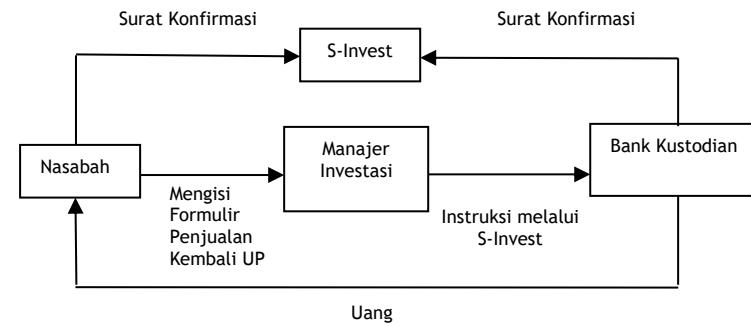 Surat Konfirmasi
Surat Konfirmasi
S-Invest
Nasabah
Manajer
Investasi
Bank Kustodian
Mengisi
Formulir
Penjualan
Kembali UP
Instruksi melalui
S-Invest
Uang